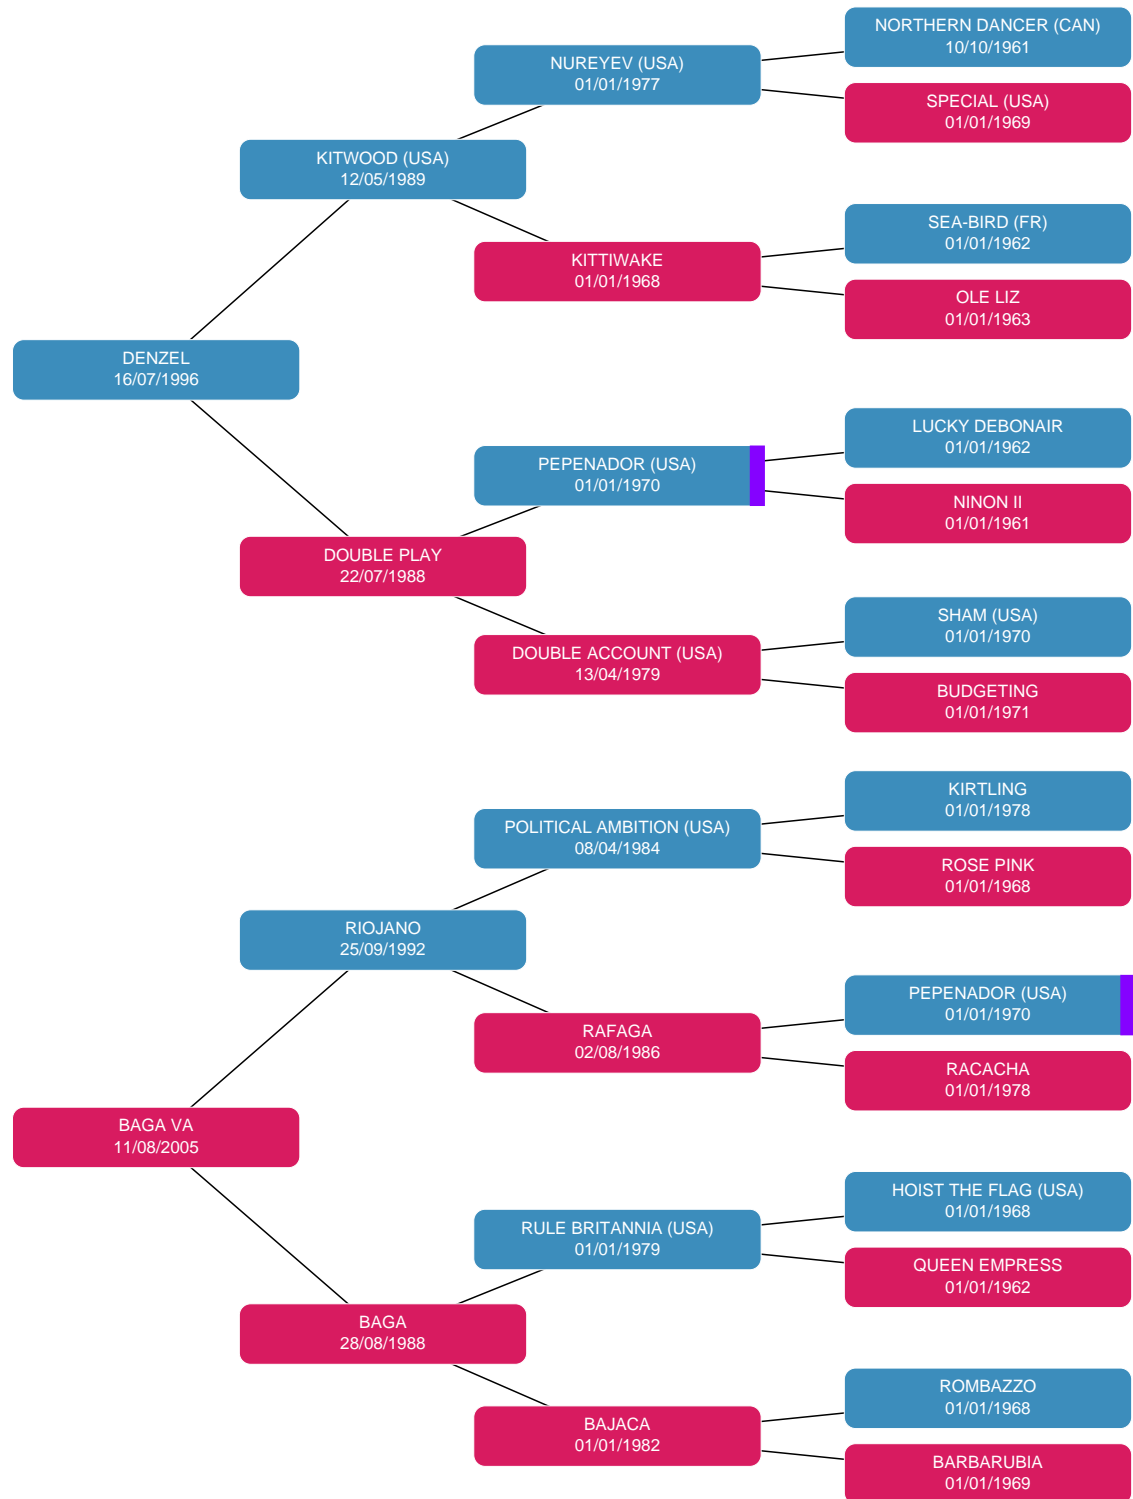 NORTHERN DANCER (CAN)
10/10/1961
NUREYEV (USA)
01/01/1977
SPECIAL (USA)
01/01/1969
KITWOOD (USA)
12/05/1989
SEA-BIRD (FR)
01/01/1962
KITTIWAKE
01/01/1968
OLE LIZ
01/01/1963
DENZEL
16/07/1996
LUCKY DEBONAIR
01/01/1962
PEPENADOR (USA)
01/01/1970
NINON II
01/01/1961
DOUBLE PLAY
22/07/1988
SHAM (USA)
01/01/1970
DOUBLE ACCOUNT (USA)
13/04/1979
BUDGETING
01/01/1971
KIRTLING
01/01/1978
POLITICAL AMBITION (USA)
08/04/1984
ROSE PINK
01/01/1968
RIOJANO
25/09/1992
PEPENADOR (USA)
01/01/1970
RAFAGA
02/08/1986
RACACHA
01/01/1978
BAGA VA
11/08/2005
HOIST THE FLAG (USA)
01/01/1968
RULE BRITANNIA (USA)
01/01/1979
QUEEN EMPRESS
01/01/1962
BAGA
28/08/1988
ROMBAZZO
01/01/1968
BAJACA
01/01/1982
BARBARUBIA
01/01/1969